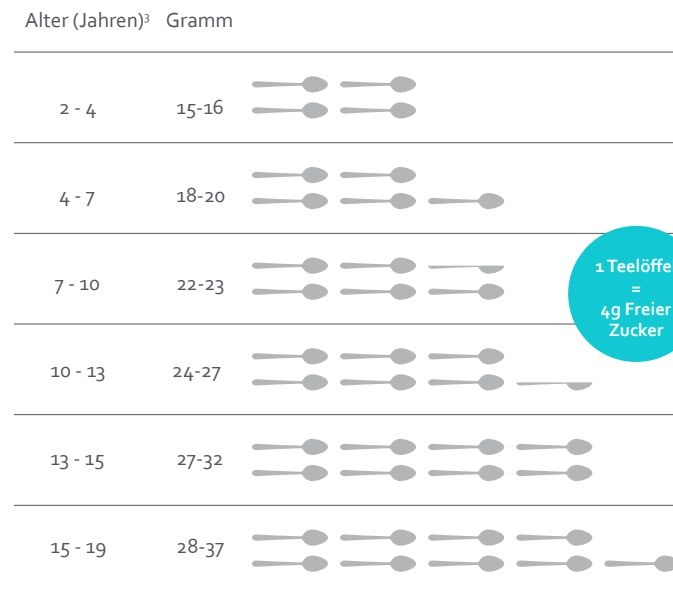 Alter (Jahren)³ Gramm
2 - 4 15-16
4 - 7 18-20
7 - 10 22-23
1 Teelöffe
=
4g Freier
Zucker
10 - 13 24-27
13 - 15 27-32
15 - 19 28-37